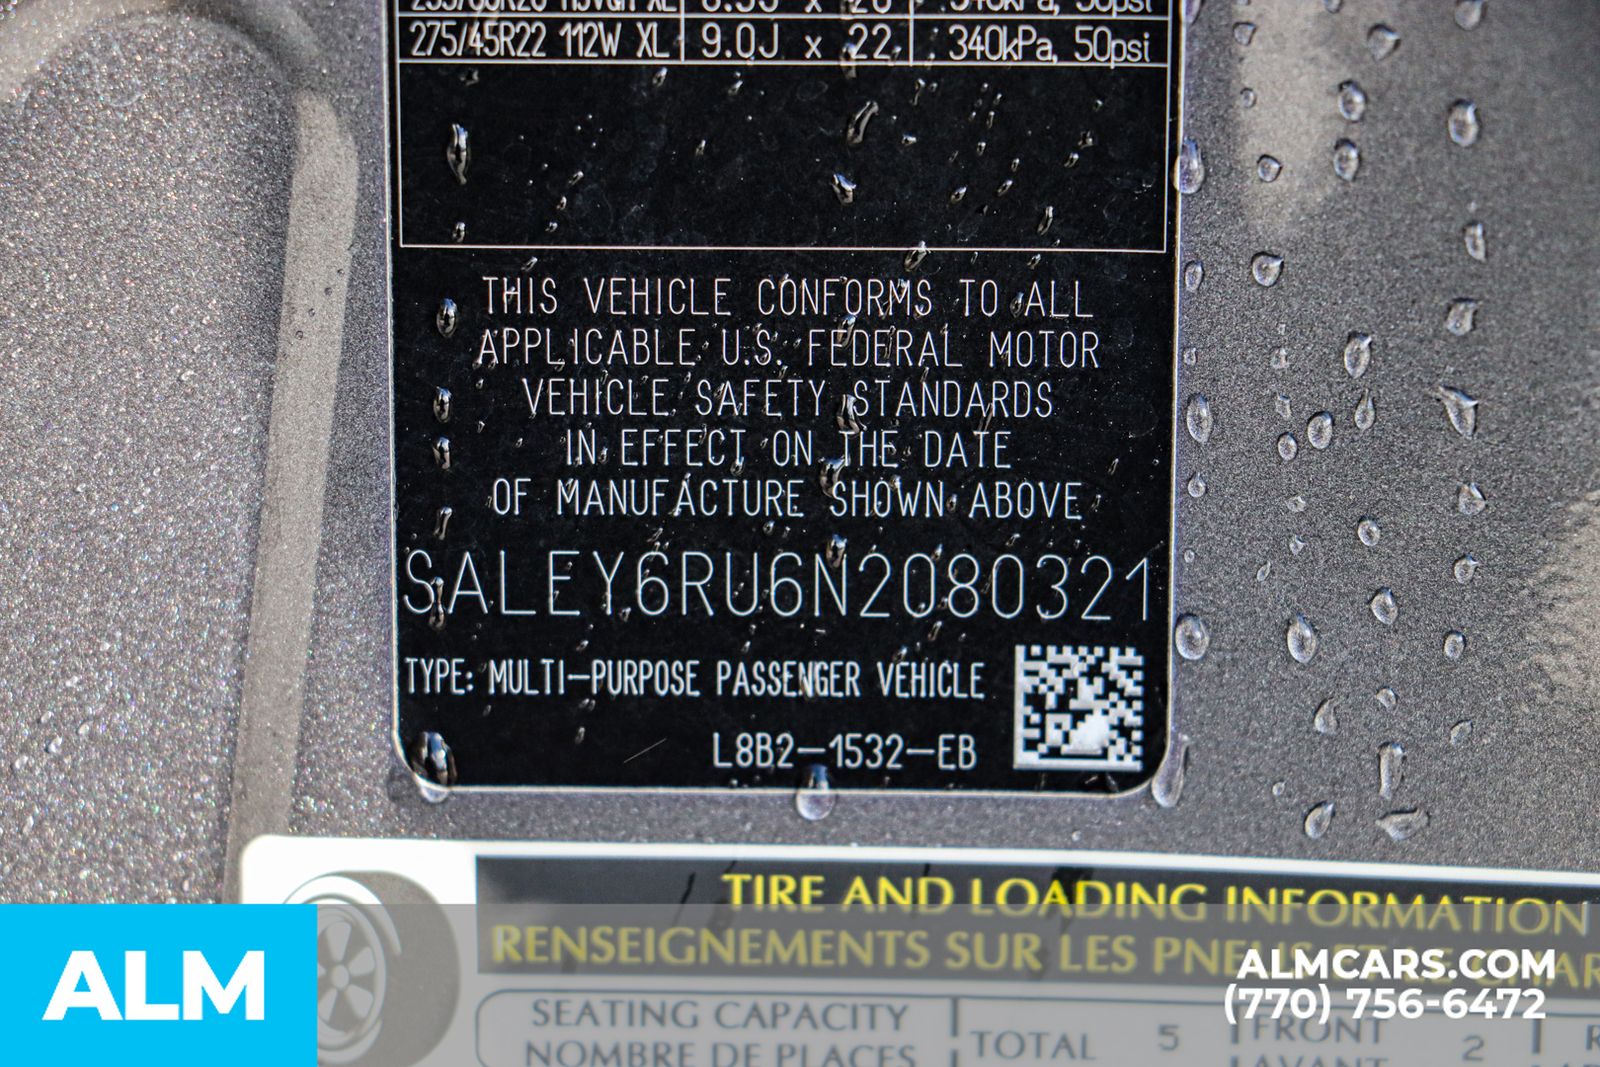 275/45R22 112W XL 9.0J x 22 340kPa, 50psi
THIS VEHICLE CONFORMS TO ALL
APPLICABLE U.S. FEDERAL MOTOR
VEHICLE SAFETY STANDARDS
IN EFFECT ON THE DATE
OF MANUFACTURE SHOWN ABOVE
SALEY6RU6N2080321
TYPE: MULTI-PURPOSE PASSENGER VEHICLE
L8B2-1532-EB
TIRE AND LOADING INFORMATION
RENSEIGNEMENTS SUR LES PNEUS ET LE
ALM
ALMCARS.COM
(770) 756-6472
SEATING CAPACITY
NOMBRE DE PLACES
TOTAL 5
FRONT
AVANT
2